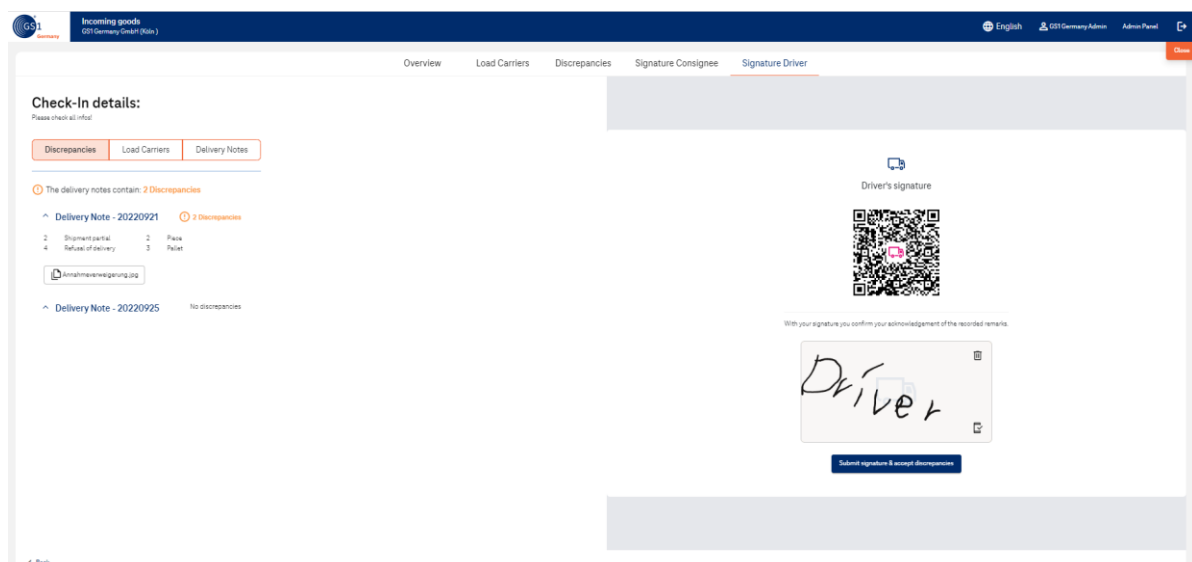 GS1
Germany
Incoming goods
GS1 Germany GmbH (Köln )
English
GS1 Germany Admin
Admin Panel
Close
Overview
Load Carriers
Discrepancies
Signature Consignee
Signature Driver
Check-In details:
Please check all infos!
Discrepancies
Load Carriers
Delivery Notes
The delivery notes contain: 2 Discrepancies
Delivery Note - 20220921
2 Discrepancies
2 Shipment partial 2 Piece
4 Refusal of delivery 3 Pallet
Annahmeverweigerung.jpg
Delivery Note - 20220925
No discrepancies
Driver's signature
With your signature you confirm your acknowledgement of the recorded remarks.
Driver
Submit signature & accept discrepancies